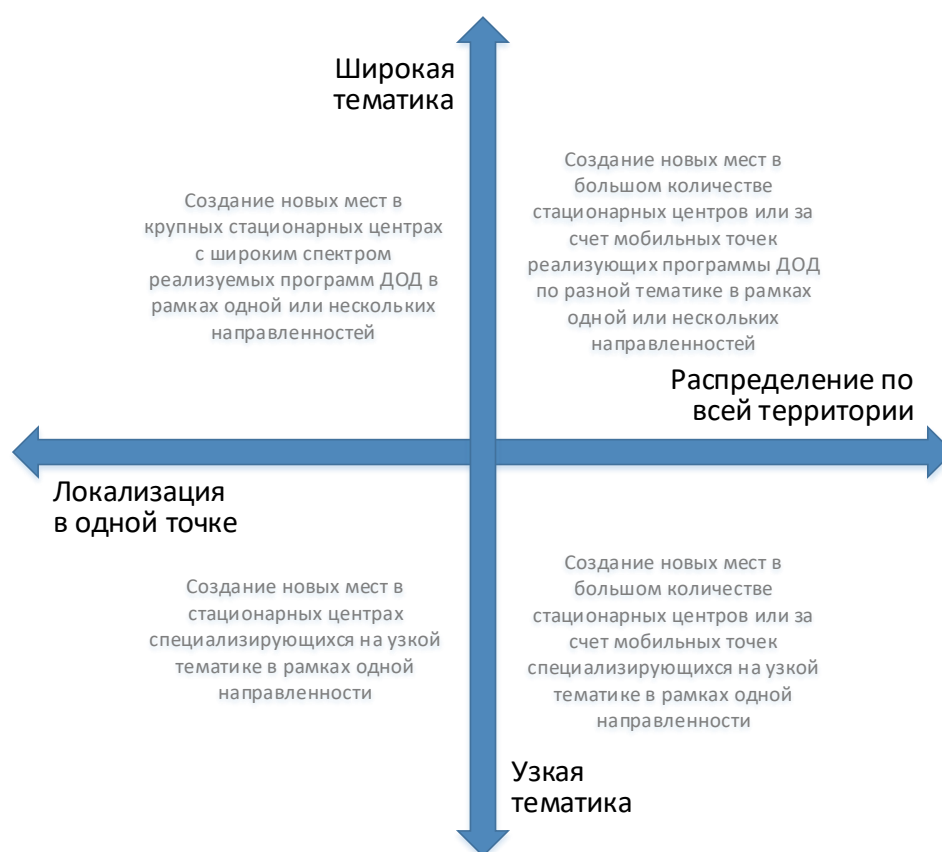 Широкая
тематика
Создание новых мест в
крупных стационарных центрах
с широким спектром
реализуемых программ ДОД в
рамках одной или нескольких
направленностей
Создание новых мест в
большом количестве
стационарных центров или за
счет мобильных точек
реализующих программы ДОД
по разной тематике в рамках
одной или нескольких
направленностей
Распределение по
всей территории
Локализация
в одной точке
Создание новых мест в
стационарных центрах
специализирующихся на узкой
тематике в рамках одной
направленности
Создание новых мест в
большом количестве
стационарных центров или за
счет мобильных точек
специализирующихся на узкой
тематике в рамках одной
направленности
Узкая
тематика